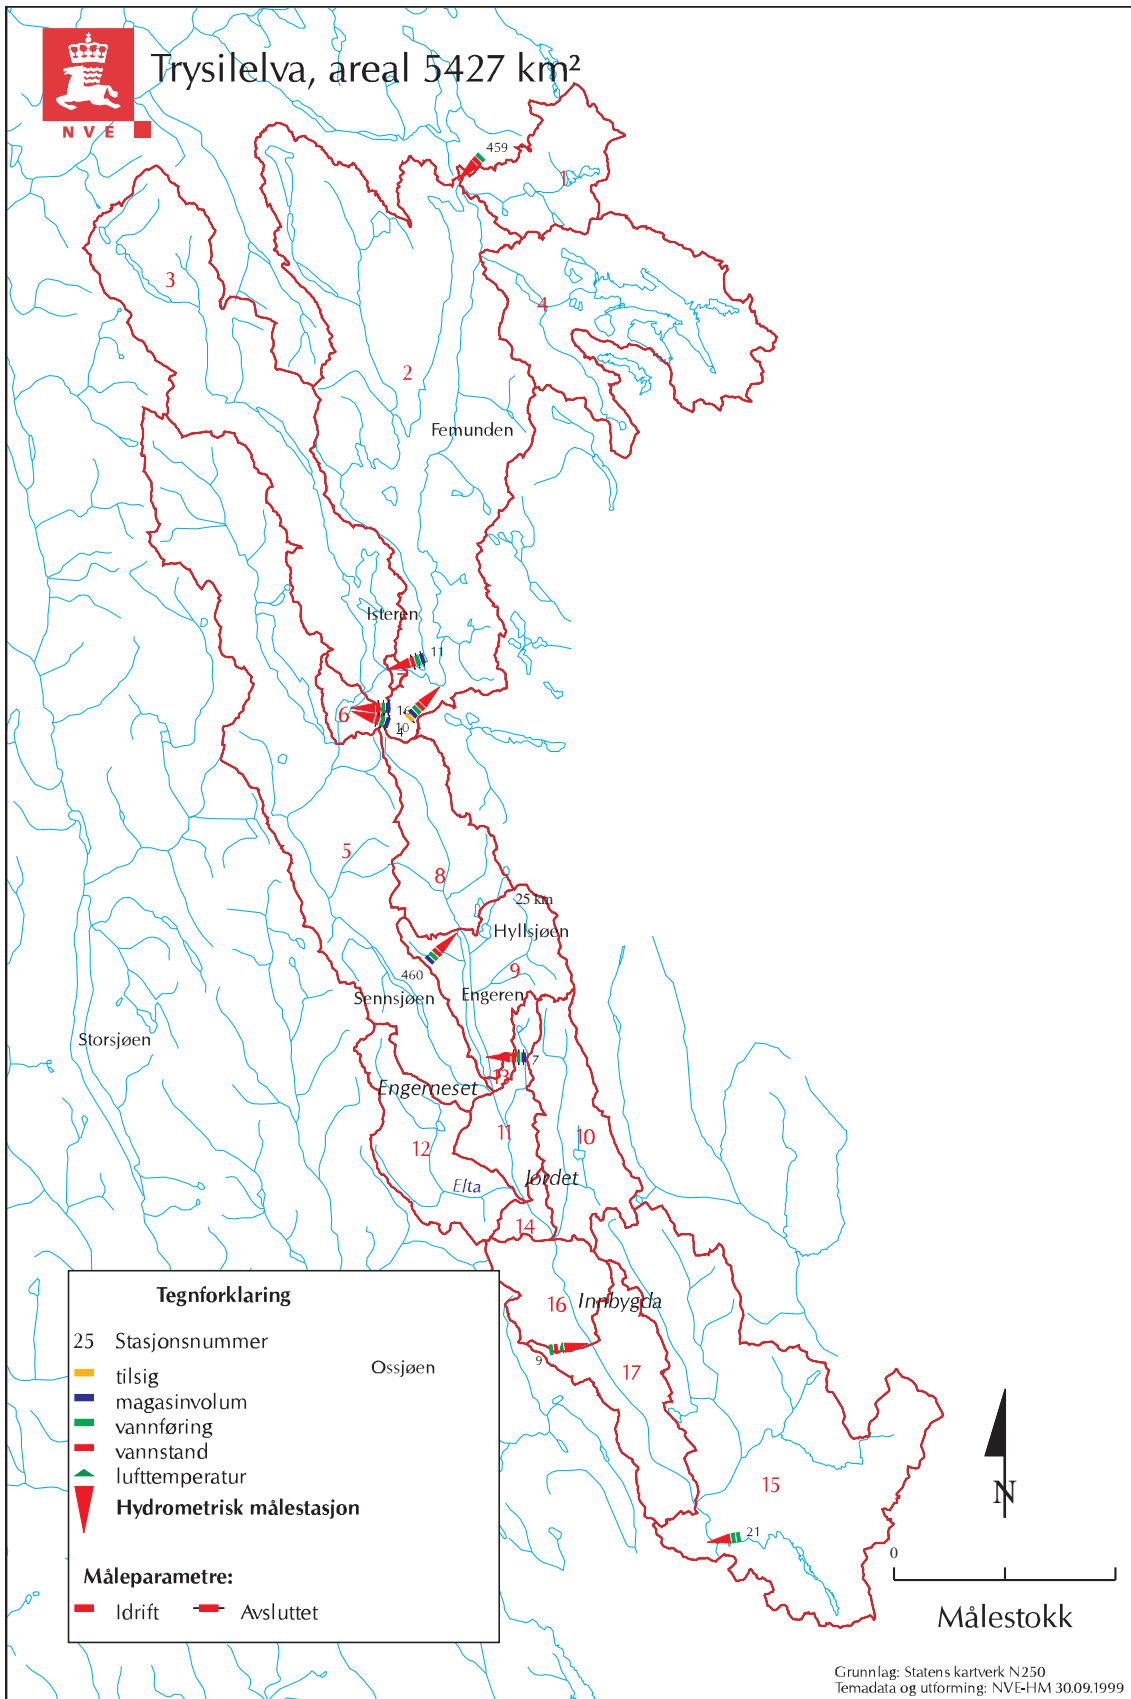 Trysilelva, areal 5427 km²
NVE
459
1
3
4
2
Femunden
Isteren
11
7
6
16
10
4
5
8
25 km
Hyllsjøen
9
460
Sennsjøen
Engeren
Storsjøen
7
13
Engerneset
11
10
12
Jørdet
Elta
14
16
Innbygda
9
17
15
21
Tegnforklaring
25 Stasjonsnummer
tilsig
magasinvolum
vannføring
vannstand
lufttemperatur
Hydrometrisk målestasjon
Måleparametre:
Idrift Avsluttet
Ossjøen
N
0
Målestokk
Grunnlag: Statens kartverk N250
Temadata og utforming: NVE-HM 30.09.1999